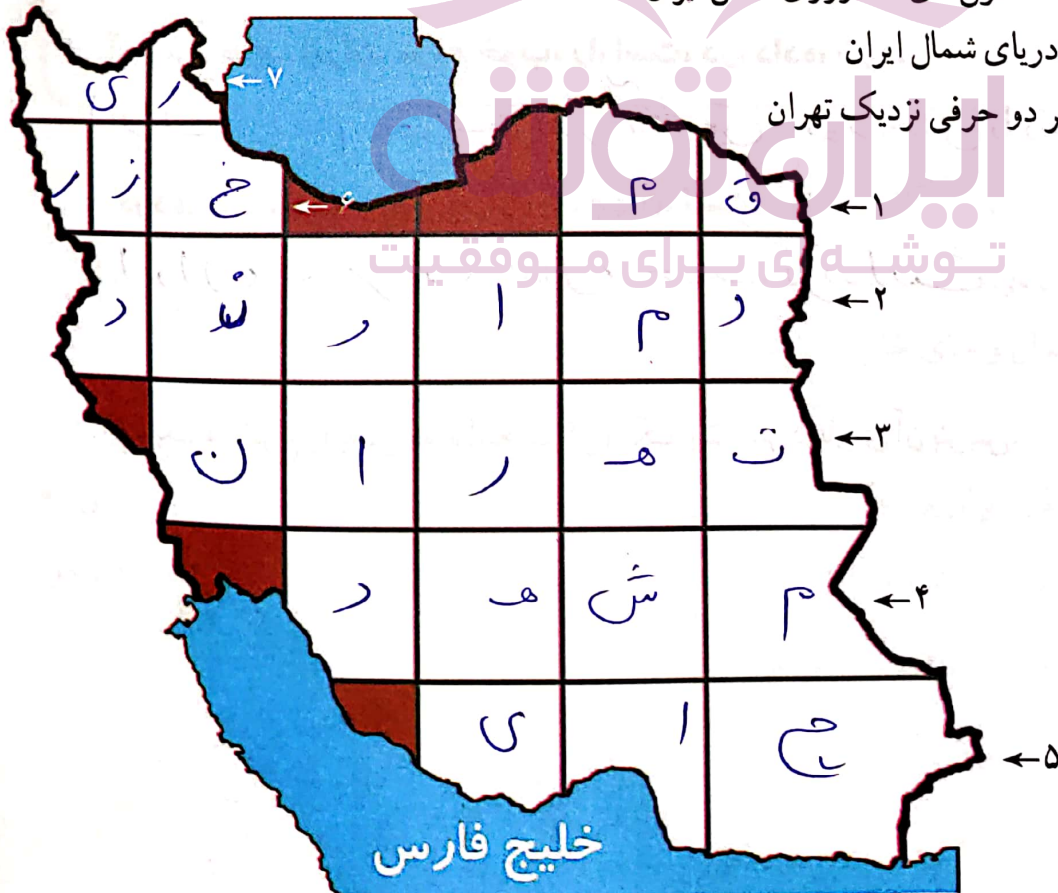 دریای شمال ایران
ر دو حرفی نزدیک تهران
ایران توشه
توشه‌ای برای موفقیت
ر ی ←۷
ق م ←۱
خ ز ر ←۶
د م ا و ن د ←۲
ت هـ ر ا ن ←۳
م ش هـ د ←۴
چ ا ی ←۵
خلیج فارس